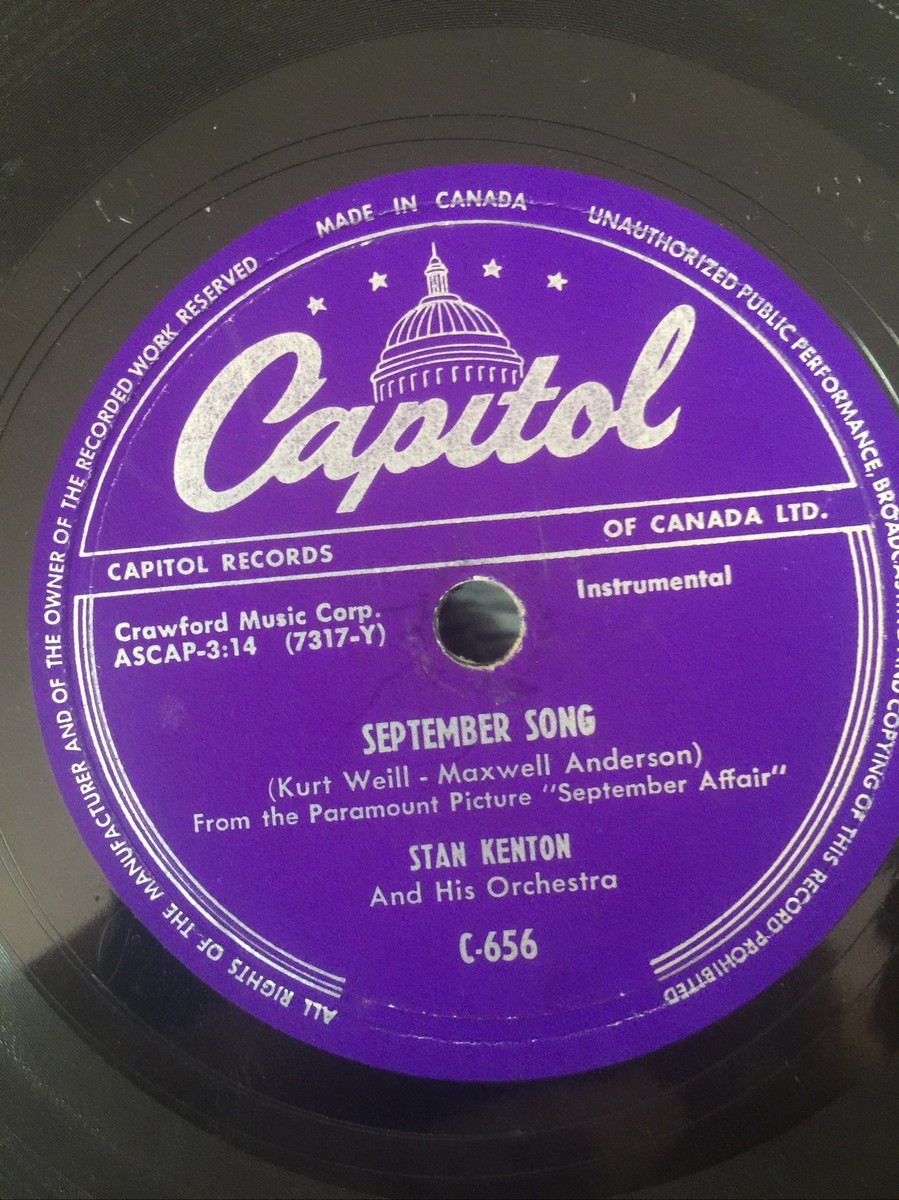 MADE IN CANADA
Capitol
CAPITOL RECORDS OF CANADA LTD.
Crawford Music Corp. Instrumental
ASCAP-3:14 (7317-Y)
SEPTEMBER SONG
(Kurt Weill - Maxwell Anderson)
From the Paramount Picture "September Affair"
STAN KENTON
And His Orchestra
C-656
ALL RIGHTS OF THE MANUFACTURER AND OF THE OWNER OF THE RECORDED WORK RESERVED
UNAUTHORIZED PUBLIC PERFORMANCE, BROADCASTING AND COPYING OF THIS RECORD PROHIBITED